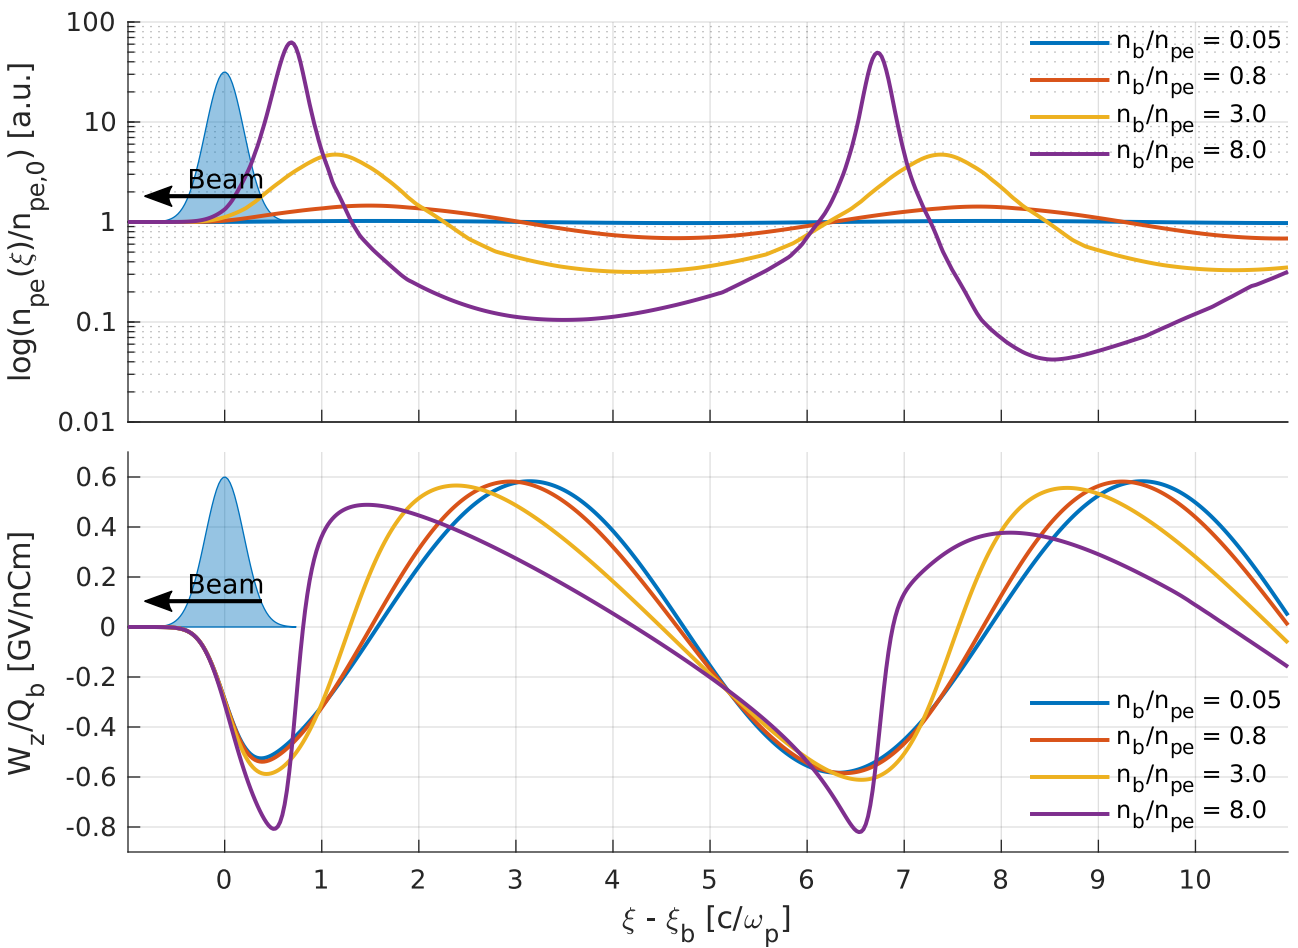 log(n_pe(ξ)/n_pe,0) [a.u.]
100
10
1
0.1
0.01
Beam
n_b/n_pe = 0.05
n_b/n_pe = 0.8
n_b/n_pe = 3.0
n_b/n_pe = 8.0
W_z/Q_b [GV/nCm]
0.6
0.4
0.2
0
-0.2
-0.4
-0.6
-0.8
Beam
n_b/n_pe = 0.05
n_b/n_pe = 0.8
n_b/n_pe = 3.0
n_b/n_pe = 8.0
0 1 2 3 4 5 6 7 8 9 10
ξ - ξ_b [c/ω_p]